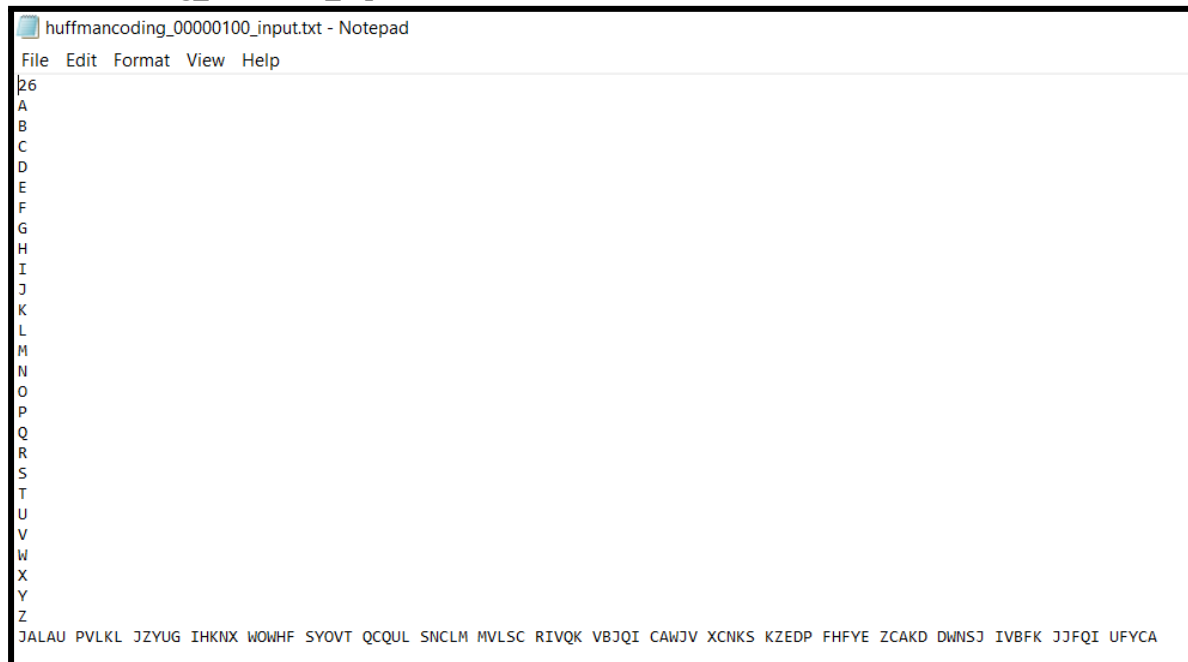 huffmancoding_00000100_input.txt - Notepad
File Edit Format View Help
26
A
B
C
D
E
F
G
H
I
J
K
L
M
N
O
P
Q
R
S
T
U
V
W
X
Y
Z
JALAU PVLKL JZYUG IHKNX WOWHF SYOVT QCQUL SNCLM MVLSC RIVQK VBJQI CAWJV XCNKS KZEDP FHFYE ZCAKD DWNSJ IVBFK JJFQI UFYCA